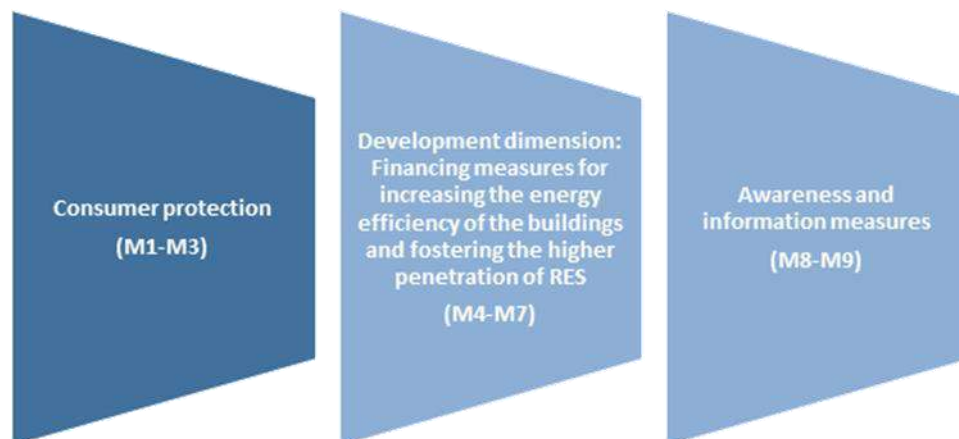 Consumer protection
(M1-M3)
Development dimension:
Financing measures for
increasing the energy
efficiency of the buildings
and fostering the higher
penetration of RES
(M4-M7)
Awareness and
information measures
(M8-M9)